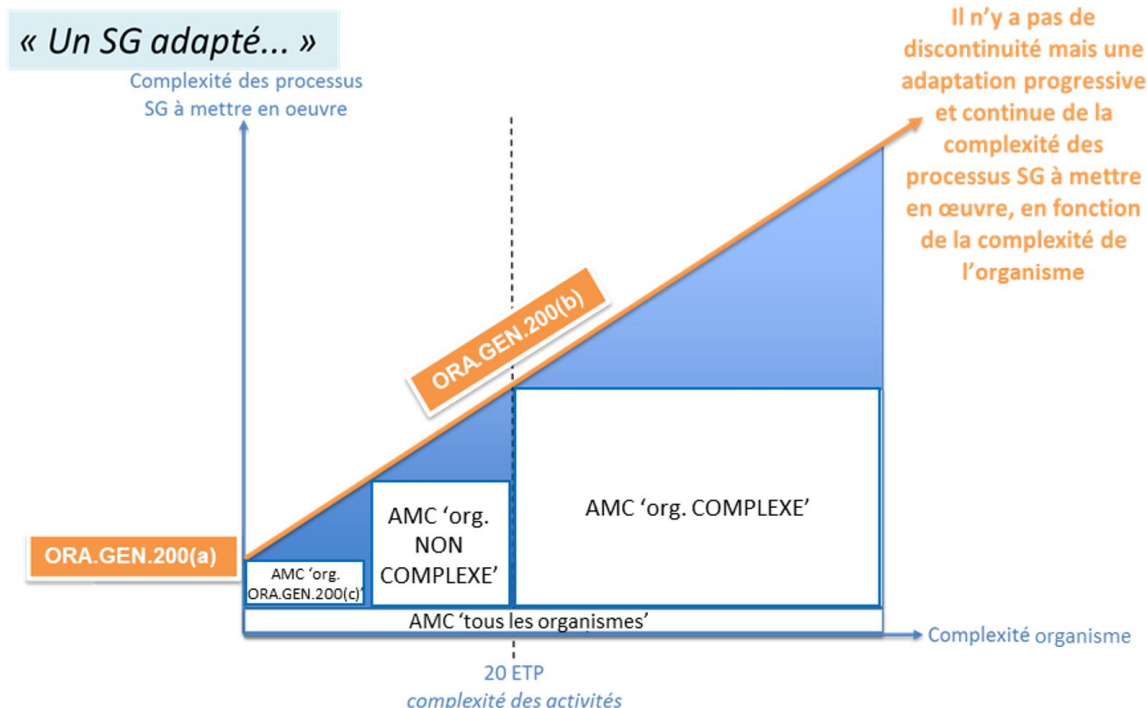 « Un SG adapté... »
Complexité des processus
SG à mettre en oeuvre
Il n’y a pas de
discontinuité mais une
adaptation progressive
et continue de la
complexité des
processus SG à mettre
en œuvre, en fonction
de la complexité de
l’organisme
ORA.GEN.200(b)
ORA.GEN.200(a)
AMC ‘org.
ORA.GEN.200(c)’
AMC ‘org.
NON
COMPLEXE’
AMC ‘org. COMPLEXE’
AMC ‘tous les organismes’
Complexité organisme
20 ETP
complexité des activités